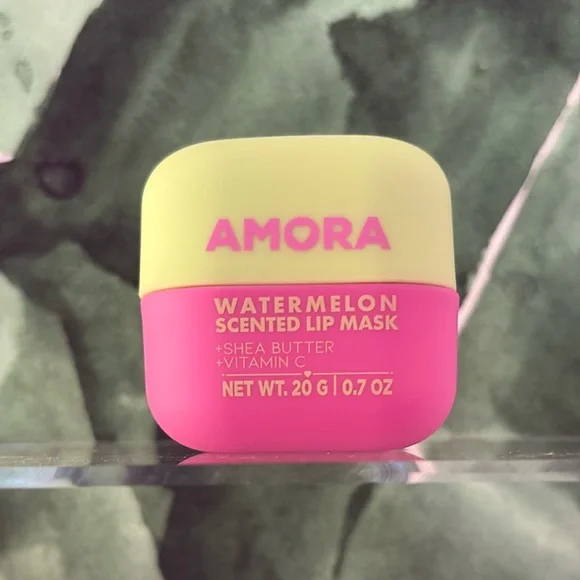 AMORA
WATERMELON
SCENTED LIP MASK
+SHEA BUTTER
+VITAMIN C
NET WT. 20 G | 0.7 OZ